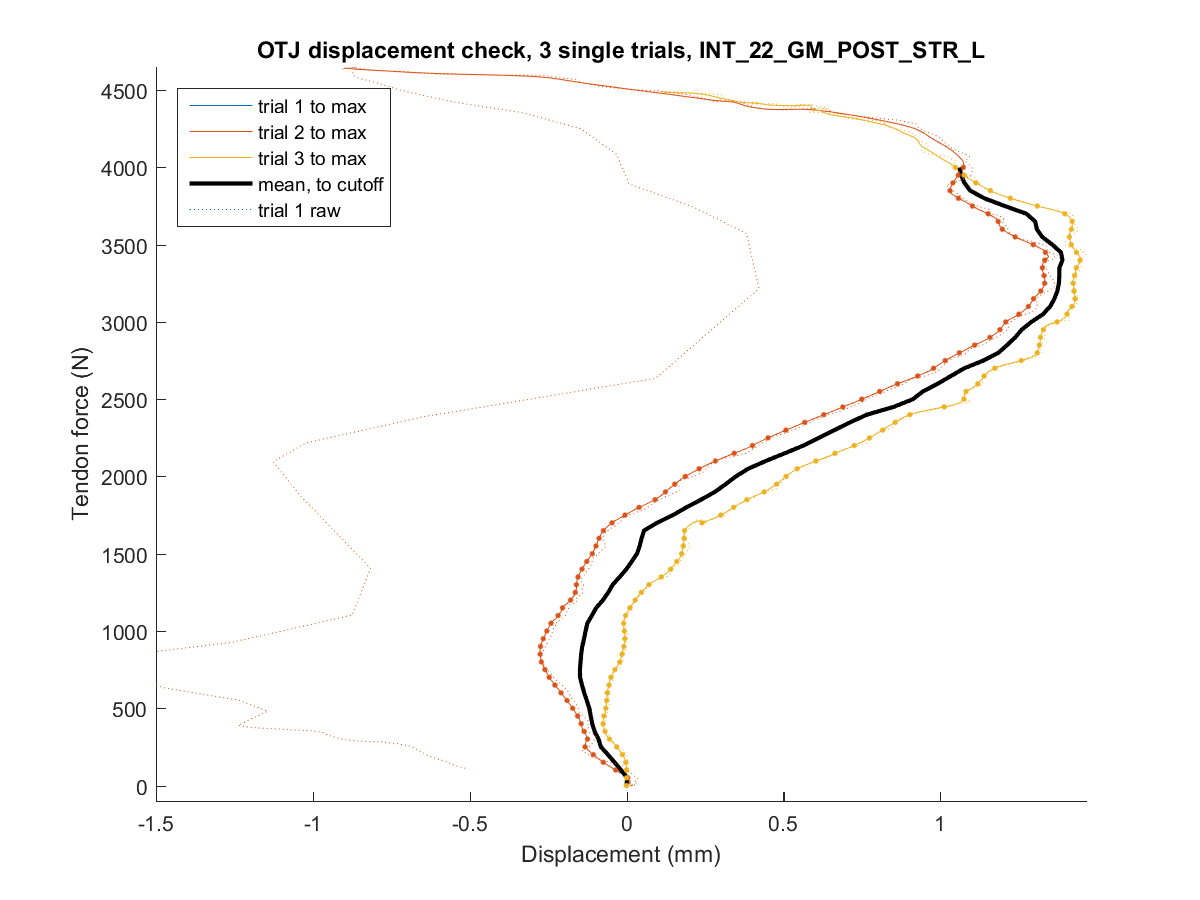 OTJ displacement check, 3 single trials, INT_22_GM_POST_STR_L
trial 1 to max
trial 2 to max
trial 3 to max
mean, to cutoff
trial 1 raw
4500
4000
3500
3000
2500
2000
1500
1000
500
0
Tendon force (N)
-1.5 -1 -0.5 0 0.5 1
Displacement (mm)